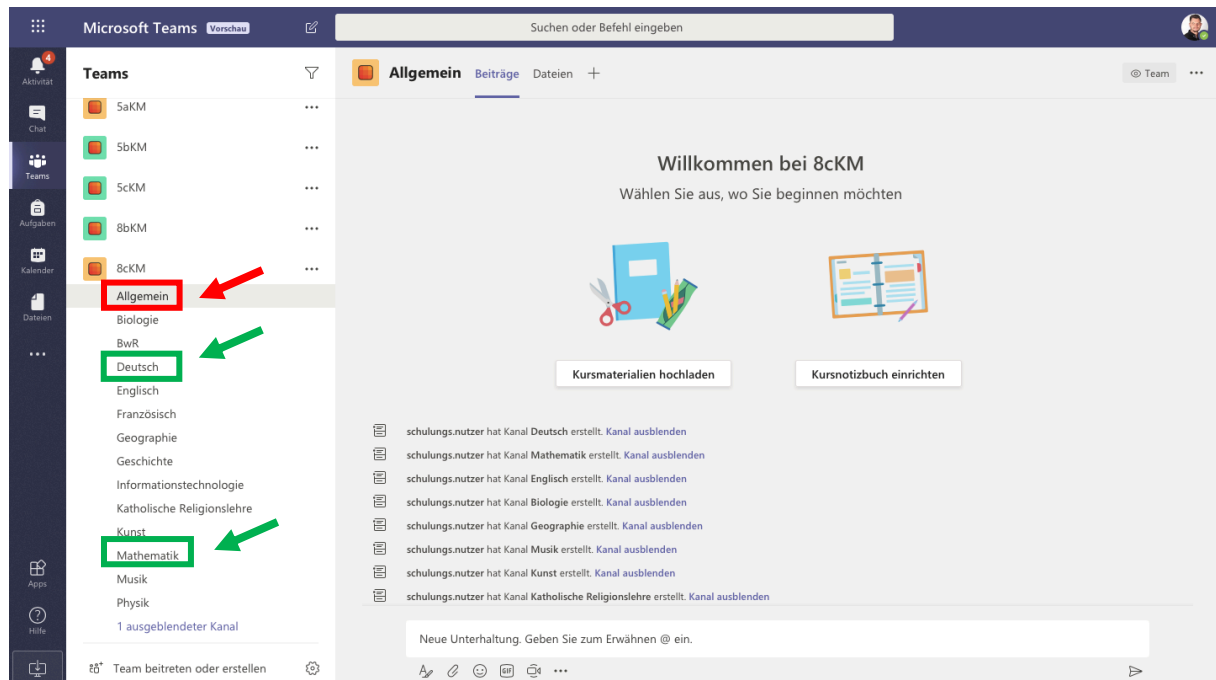 Microsoft Teams Vorschau
Suchen oder Befehl eingeben
4
Aktivität
Chat
Teams
Aufgaben
Kalender
Dateien
Apps
Hilfe
Teams
5aKM
5bKM
5cKM
8bKM
8cKM
Allgemein
Biologie
BwR
Deutsch
Englisch
Französisch
Geographie
Geschichte
Informationstechnologie
Katholische Religionslehre
Kunst
Mathematik
Musik
Physik
1 ausgeblendeter Kanal
Team beitreten oder erstellen
Allgemein Beiträge Dateien +
Team
Willkommen bei 8cKM
Wählen Sie aus, wo Sie beginnen möchten
Kursmaterialien hochladen
Kursnotizbuch einrichten
schulungs.nutzer hat Kanal Deutsch erstellt. Kanal ausblenden
schulungs.nutzer hat Kanal Mathematik erstellt. Kanal ausblenden
schulungs.nutzer hat Kanal Englisch erstellt. Kanal ausblenden
schulungs.nutzer hat Kanal Biologie erstellt. Kanal ausblenden
schulungs.nutzer hat Kanal Geographie erstellt. Kanal ausblenden
schulungs.nutzer hat Kanal Musik erstellt. Kanal ausblenden
schulungs.nutzer hat Kanal Kunst erstellt. Kanal ausblenden
schulungs.nutzer hat Kanal Katholische Religionslehre erstellt. Kanal ausblenden
Neue Unterhaltung. Geben Sie zum Erwähnen @ ein.
GIF